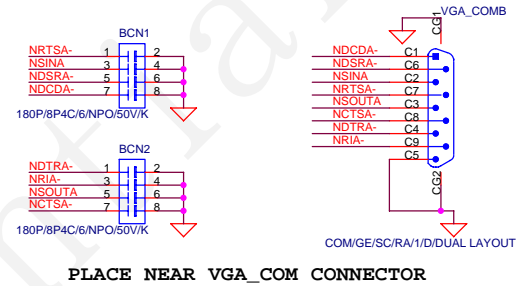 BCN1
NRTSA- 1 2
NSINA 3 4
NDSRA- 5 6
NDCDA- 7 8
180P/8P4C/6/NPO/50V/K
BCN2
NDTRA- 1 2
NRIA- 3 4
NSOUTA 5 6
NCTSA- 7 8
180P/8P4C/6/NPO/50V/K
VGA_COMB
CG1
NDCDA- C1
NDSRA- C6
NSINA C2
NRTSA- C7
NSOUTA C3
NCTSA- C8
NDTRA- C4
NRIA- C9
C5
CG2
COM/GE/SC/RA/1/D/DUAL LAYOUT
PLACE NEAR VGA_COM CONNECTOR